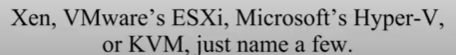 Xen, VMware’s ESXi, Microsoft’s Hyper-V,
or KVM, just name a few.